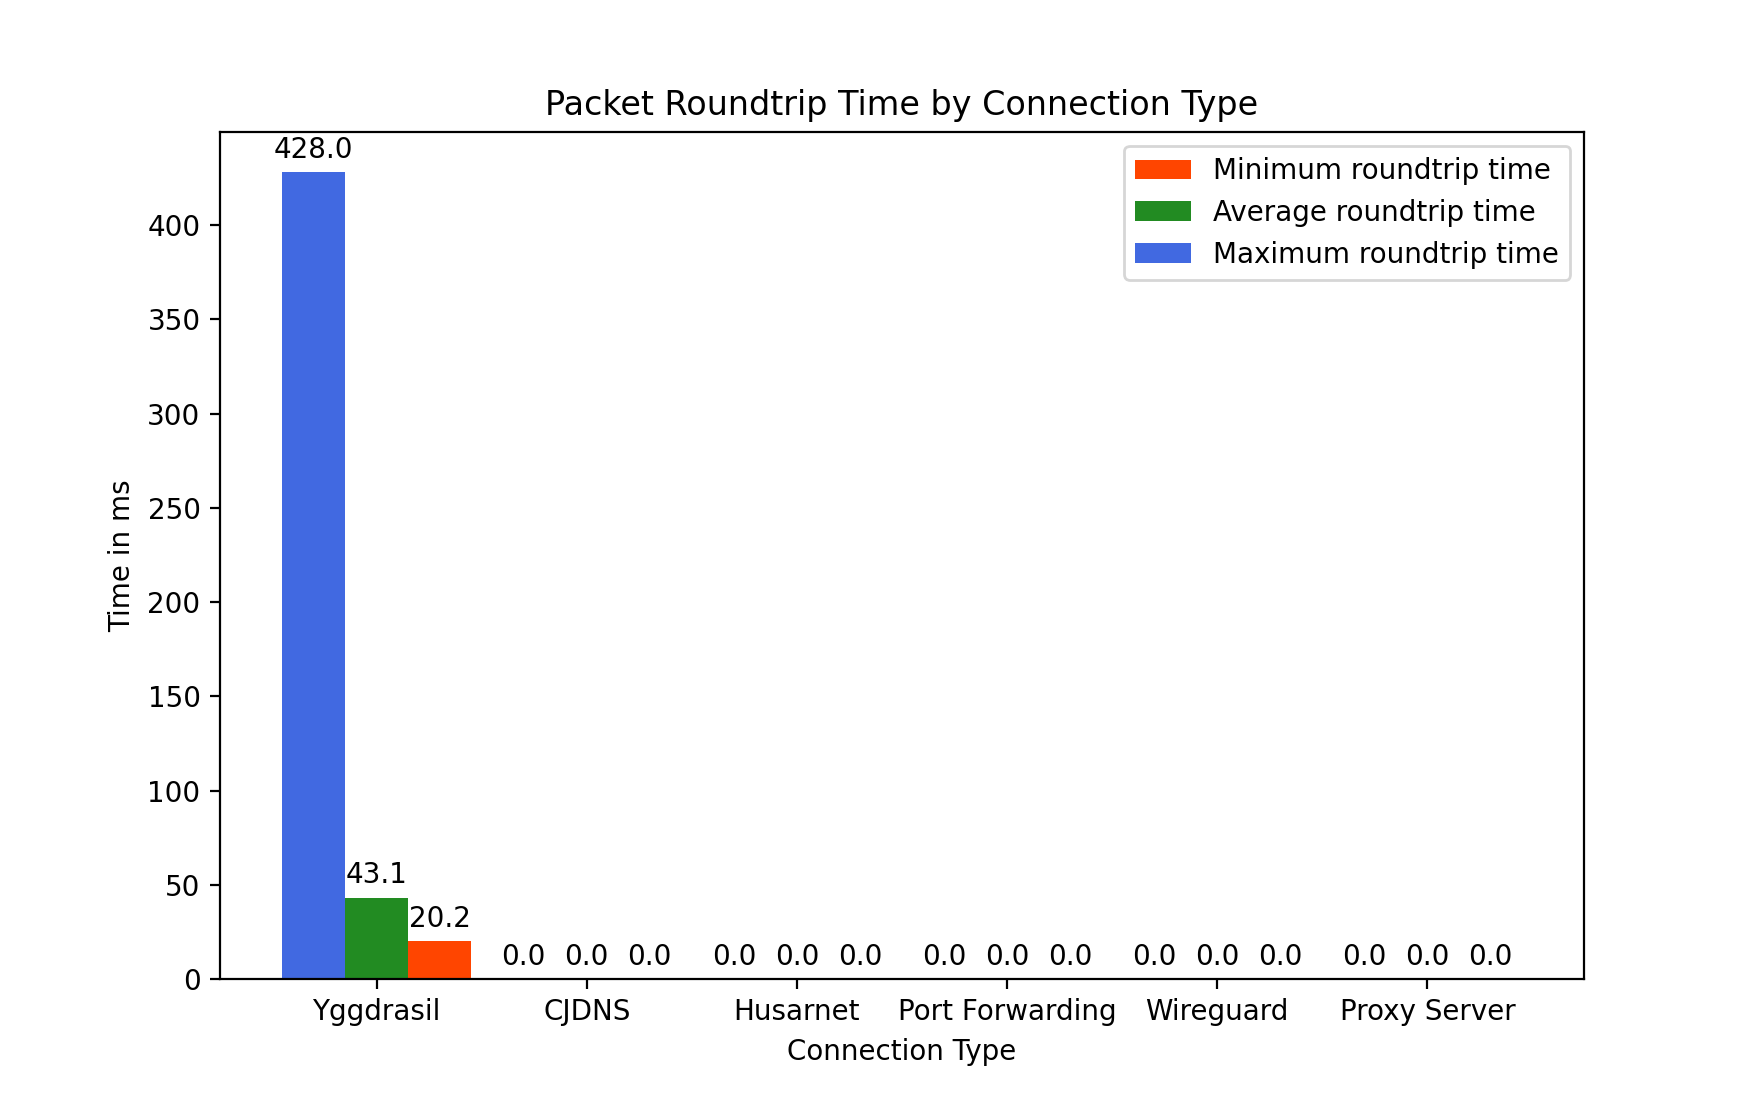 Packet Roundtrip Time by Connection Type
428.0
Minimum roundtrip time
Average roundtrip time
Maximum roundtrip time
400
350
300
250
200
150
100
50
0
Time in ms
43.1
20.2
0.0 0.0 0.0 0.0 0.0 0.0 0.0 0.0 0.0 0.0 0.0 0.0 0.0 0.0 0.0
Yggdrasil CJDNS Husarnet Port Forwarding Wireguard Proxy Server
Connection Type